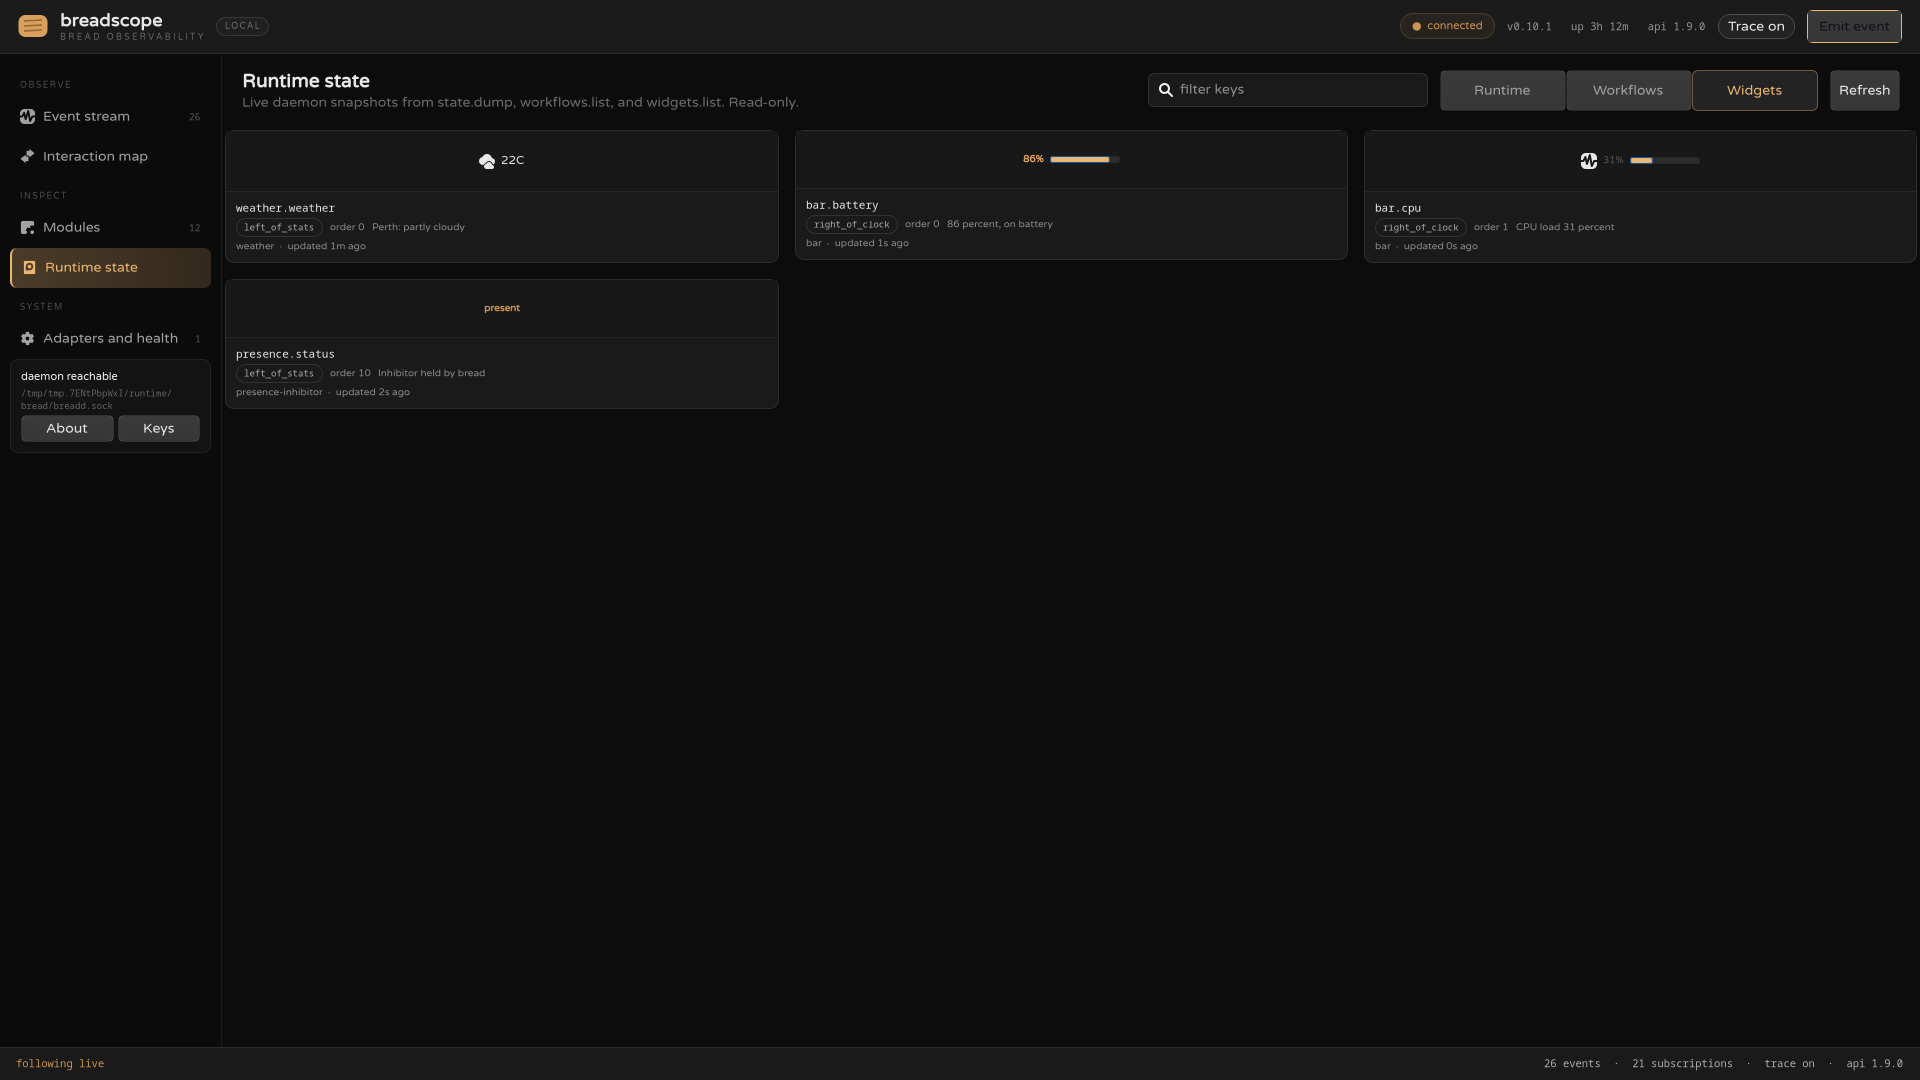 breadscope
BREAD OBSERVABILITY
LOCAL
connected
v0.10.1
up 3h 12m
api 1.9.0
Trace on
Emit event
OBSERVE
Event stream 26
Interaction map
INSPECT
Modules 12
Runtime state
SYSTEM
Adapters and health 1
daemon reachable
/tmp/tmp.7ENtPbpWxI/runtime/
bread/breadd.sock
About
Keys
Runtime state
Live daemon snapshots from state.dump, workflows.list, and widgets.list. Read-only.
filter keys
Runtime
Workflows
Widgets
Refresh
22C
weather.weather
left_of_stats order 0 Perth: partly cloudy
weather · updated 1m ago
86%
bar.battery
right_of_clock order 0 86 percent, on battery
bar · updated 1s ago
31%
bar.cpu
right_of_clock order 1 CPU load 31 percent
bar · updated 0s ago
present
presence.status
left_of_stats order 10 Inhibitor held by bread
presence-inhibitor · updated 2s ago
following live
26 events · 21 subscriptions · trace on · api 1.9.0